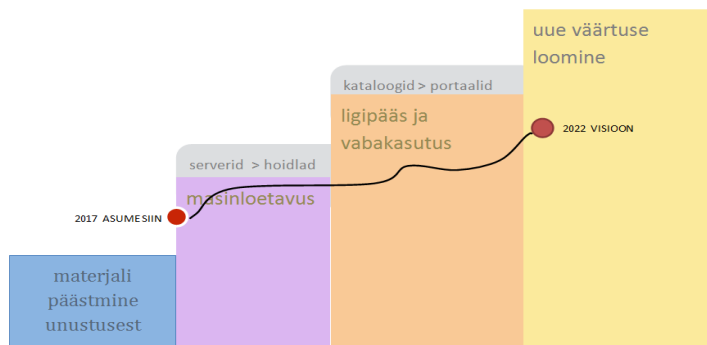 uue väärtuse
loomine
kataloogid > portaalid
ligipääs ja
vabakasutus
2022 VISIOON
serverid > hoidlad
masinloetavus
2017 ASUMESIIN
materjali
päästmine
unustusest